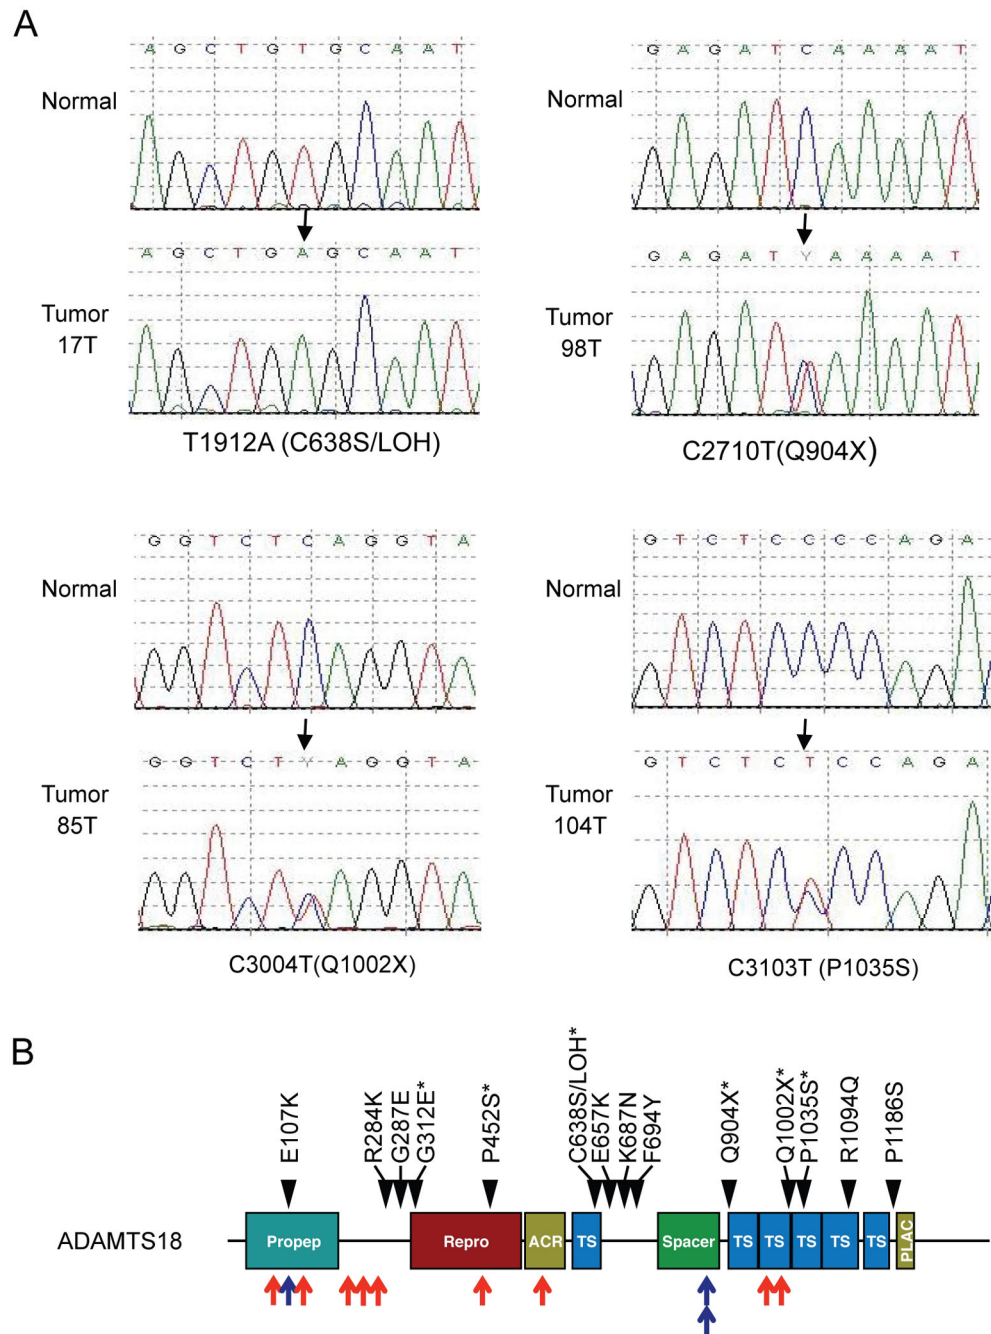 A
A G C T G T G C A A T
Normal
A G C T G A G C A A T
Tumor
17T
T1912A (C638S/LOH)
G A G A T C A A A A T
Normal
G A G A T Y A A A A T
Tumor
98T
C2710T(Q904X)
G G T C T C A G G T A
Normal
G G T C T Y A G G T A
Tumor
85T
C3004T(Q1002X)
G T C T C C C C A G A
Normal
G T C T C T C C A G A
Tumor
104T
C3103T (P1035S)
B
E107K
R284K
G287E
G312E*
P452S*
C638S/LOH*
E657K
K687N
F694Y
Q904X*
Q1002X*
P1035S*
R1094Q
P1186S
ADAMTS18
Propep
Repro
ACR
TS
Spacer
TS
TS
TS
TS
TS
PLAC